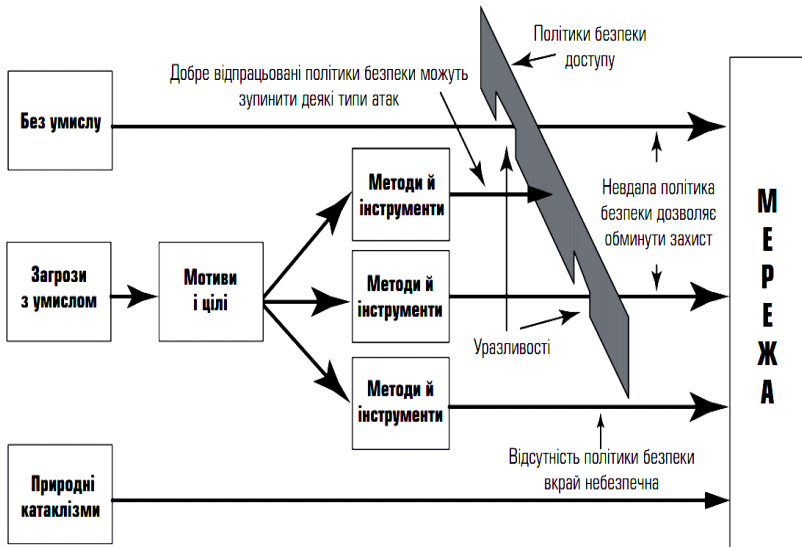 Політики безпеки
доступу
Добре відпрацьовані політики безпеки можуть
зупинити деякі типи атак
Без умислу
Методи й
інструменти
Невдала політика
безпеки дозволяє
обминути захист
Загрози
з умислом
Мотиви
і цілі
Методи й
інструменти
Уразливості
Методи й
інструменти
Відсутність політики безпеки
вкрай небезпечна
Природні
катаклізми
М
Е
Р
Е
Ж
А